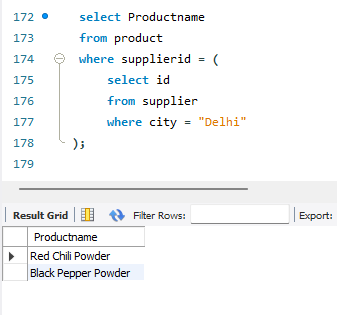 172 select Productname
173 from product
174 where supplierid = (
175 select id
176 from supplier
177 where city = "Delhi"
178 );
179
Result Grid Filter Rows: Export:
Productname
Red Chili Powder
Black Pepper Powder